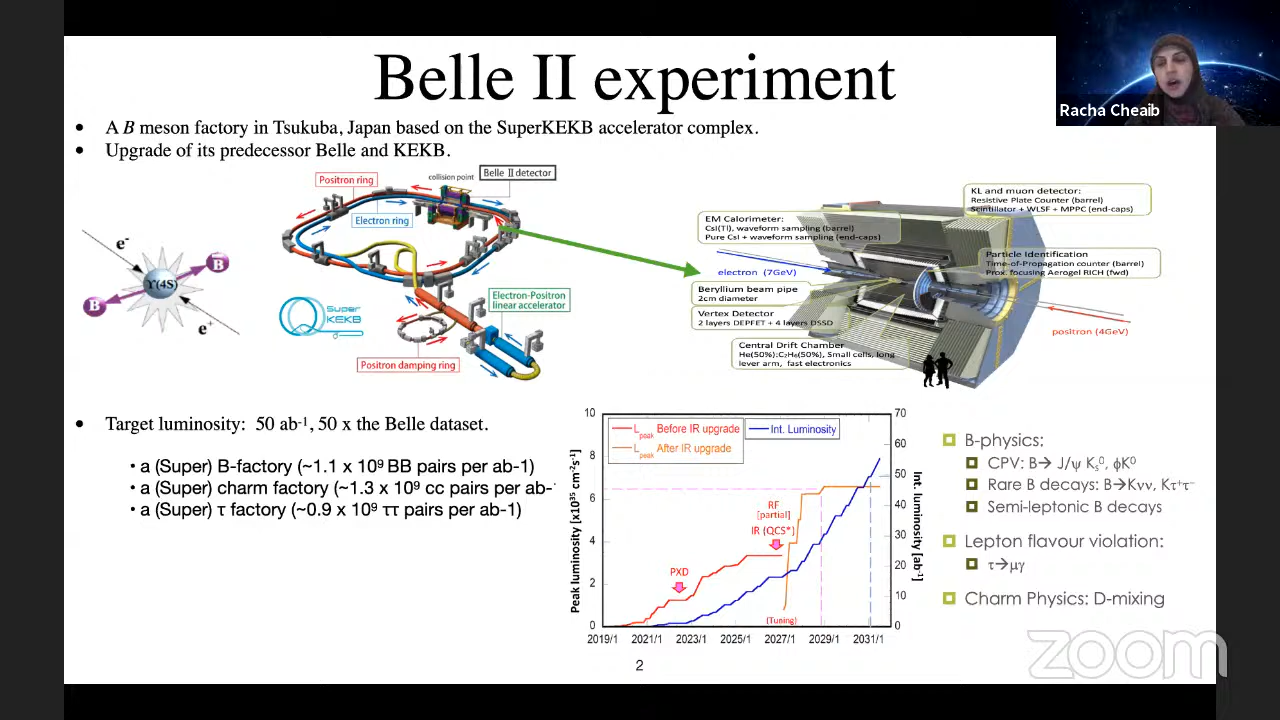 Belle II experiment
Racha Cheaib
• A B meson factory in Tsukuba, Japan based on the SuperKEKB accelerator complex.
• Upgrade of its predecessor Belle and KEKB.
Positron ring
collision point
Belle II detector
Electron ring
e-
B
Υ(4S)
B̅
e+
Super
KEKB
Electron-Positron
linear accelerator
Positron damping ring
KL and muon detector:
Resistive Plate Counter (barrel)
Scintillator + WLSF + MPPC (end-caps)
EM Calorimeter:
CsI(Tl), waveform sampling (barrel)
Pure CsI + waveform sampling (end-caps)
Particle Identification
Time-of-Propagation counter (barrel)
Prox. focusing Aerogel RICH (fwd)
electron (7GeV)
Beryllium beam pipe
2cm diameter
Vertex Detector
2 layers DEPFET + 4 layers DSSD
positron (4GeV)
Central Drift Chamber
He(50%):C₂H₆(50%), Small cells, long
lever arm, fast electronics
• Target luminosity: 50 ab-1, 50 x the Belle dataset.
• a (Super) B-factory (~1.1 x 10⁹ BB pairs per ab-1)
• a (Super) charm factory (~1.3 x 10⁹ cc pairs per ab-
• a (Super) τ factory (~0.9 x 10⁹ ττ pairs per ab-1)
Lpeak Before IR upgrade
Lpeak After IR upgrade
Int. Luminosity
Peak luminosity [x10³⁵ cm⁻²s⁻¹]
Int. luminosity [ab⁻¹]
10
8
6
4
2
0
70
60
50
40
30
20
10
0
PXD
RF
[partial]
IR (QCS*)
(Tuning)
2019/1 2021/1 2023/1 2025/1 2027/1 2029/1 2031/1
B-physics:
CPV: B→ J/ψ Ks⁰, ϕK⁰
Rare B decays: B→Kνν, Kτ⁺τ⁻
Semi-leptonic B decays
Lepton flavour violation:
τ→μγ
Charm Physics: D-mixing
2
zoom